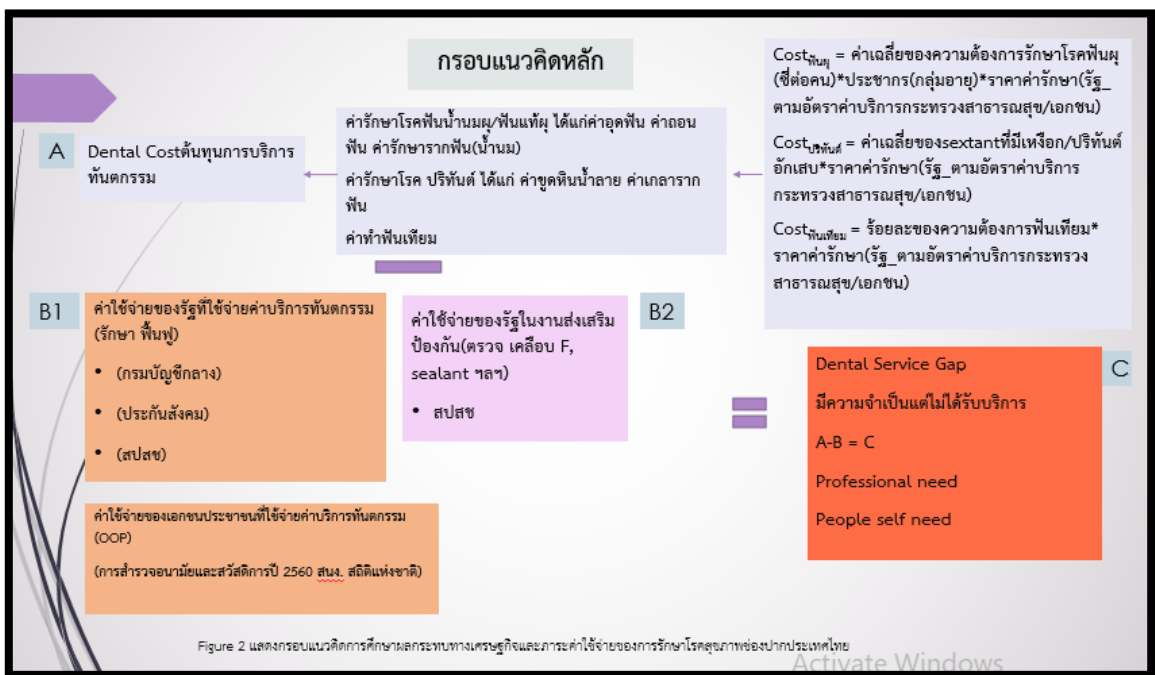 กรอบแนวคิดหลัก
A
Dental Costต้นทุนการบริการ
ทันตกรรม
ค่ารักษาโรคฟันน้ำนมผุ/ฟันแท้ผุ ได้แก่ค่าอุดฟัน ค่าถอน
ฟัน ค่ารักษารากฟัน(น้ำนม)
ค่ารักษาโรค ปริทันต์ ได้แก่ ค่าขูดหินน้ำลาย ค่าเกลาราก
ฟัน
ค่าทำฟันเทียม
Costฟันผุ = ค่าเฉลี่ยของความต้องการรักษาโรคฟันผุ
(ซี่ต่อคน)*ประชากร(กลุ่มอายุ)*ราคาค่ารักษา(รัฐ_
ตามอัตราค่าบริการกระทรวงสาธารณสุข/เอกชน)
Costปริทันต์ = ค่าเฉลี่ยของsextantที่มีเหงือก/ปริทันต์
อักเสบ*ราคาค่ารักษา(รัฐ_ตามอัตราค่าบริการ
กระทรวงสาธารณสุข/เอกชน)
Costฟันเทียม = ร้อยละของความต้องการฟันเทียม*
ราคาค่ารักษา(รัฐ_ตามอัตราค่าบริการกระทรวง
สาธารณสุข/เอกชน)
B1
ค่าใช้จ่ายของรัฐที่ใช้จ่ายค่าบริการทันตกรรม
(รักษา ฟื้นฟู)
• (กรมบัญชีกลาง)
• (ประกันสังคม)
• (สปสช)
ค่าใช้จ่ายของรัฐในงานส่งเสริม
ป้องกัน(ตรวจ เคลือบ F,
sealant ฯลฯ)
• สปสช
B2
Dental Service Gap
มีความจำเป็นแต่ไม่ได้รับบริการ
A-B = C
Professional need
People self need
C
ค่าใช้จ่ายของเอกชนประชาชนที่ใช้จ่ายค่าบริการทันตกรรม
(OOP)
(การสำรวจอนามัยและสวัสดิการปี 2560 สนง. สถิติแห่งชาติ)
Figure 2 แสดงกรอบแนวคิดการศึกษาผลกระทบทางเศรษฐกิจและภาระค่าใช้จ่ายของการรักษาโรคสุขภาพช่องปากประเทศไทย
Activate Windows